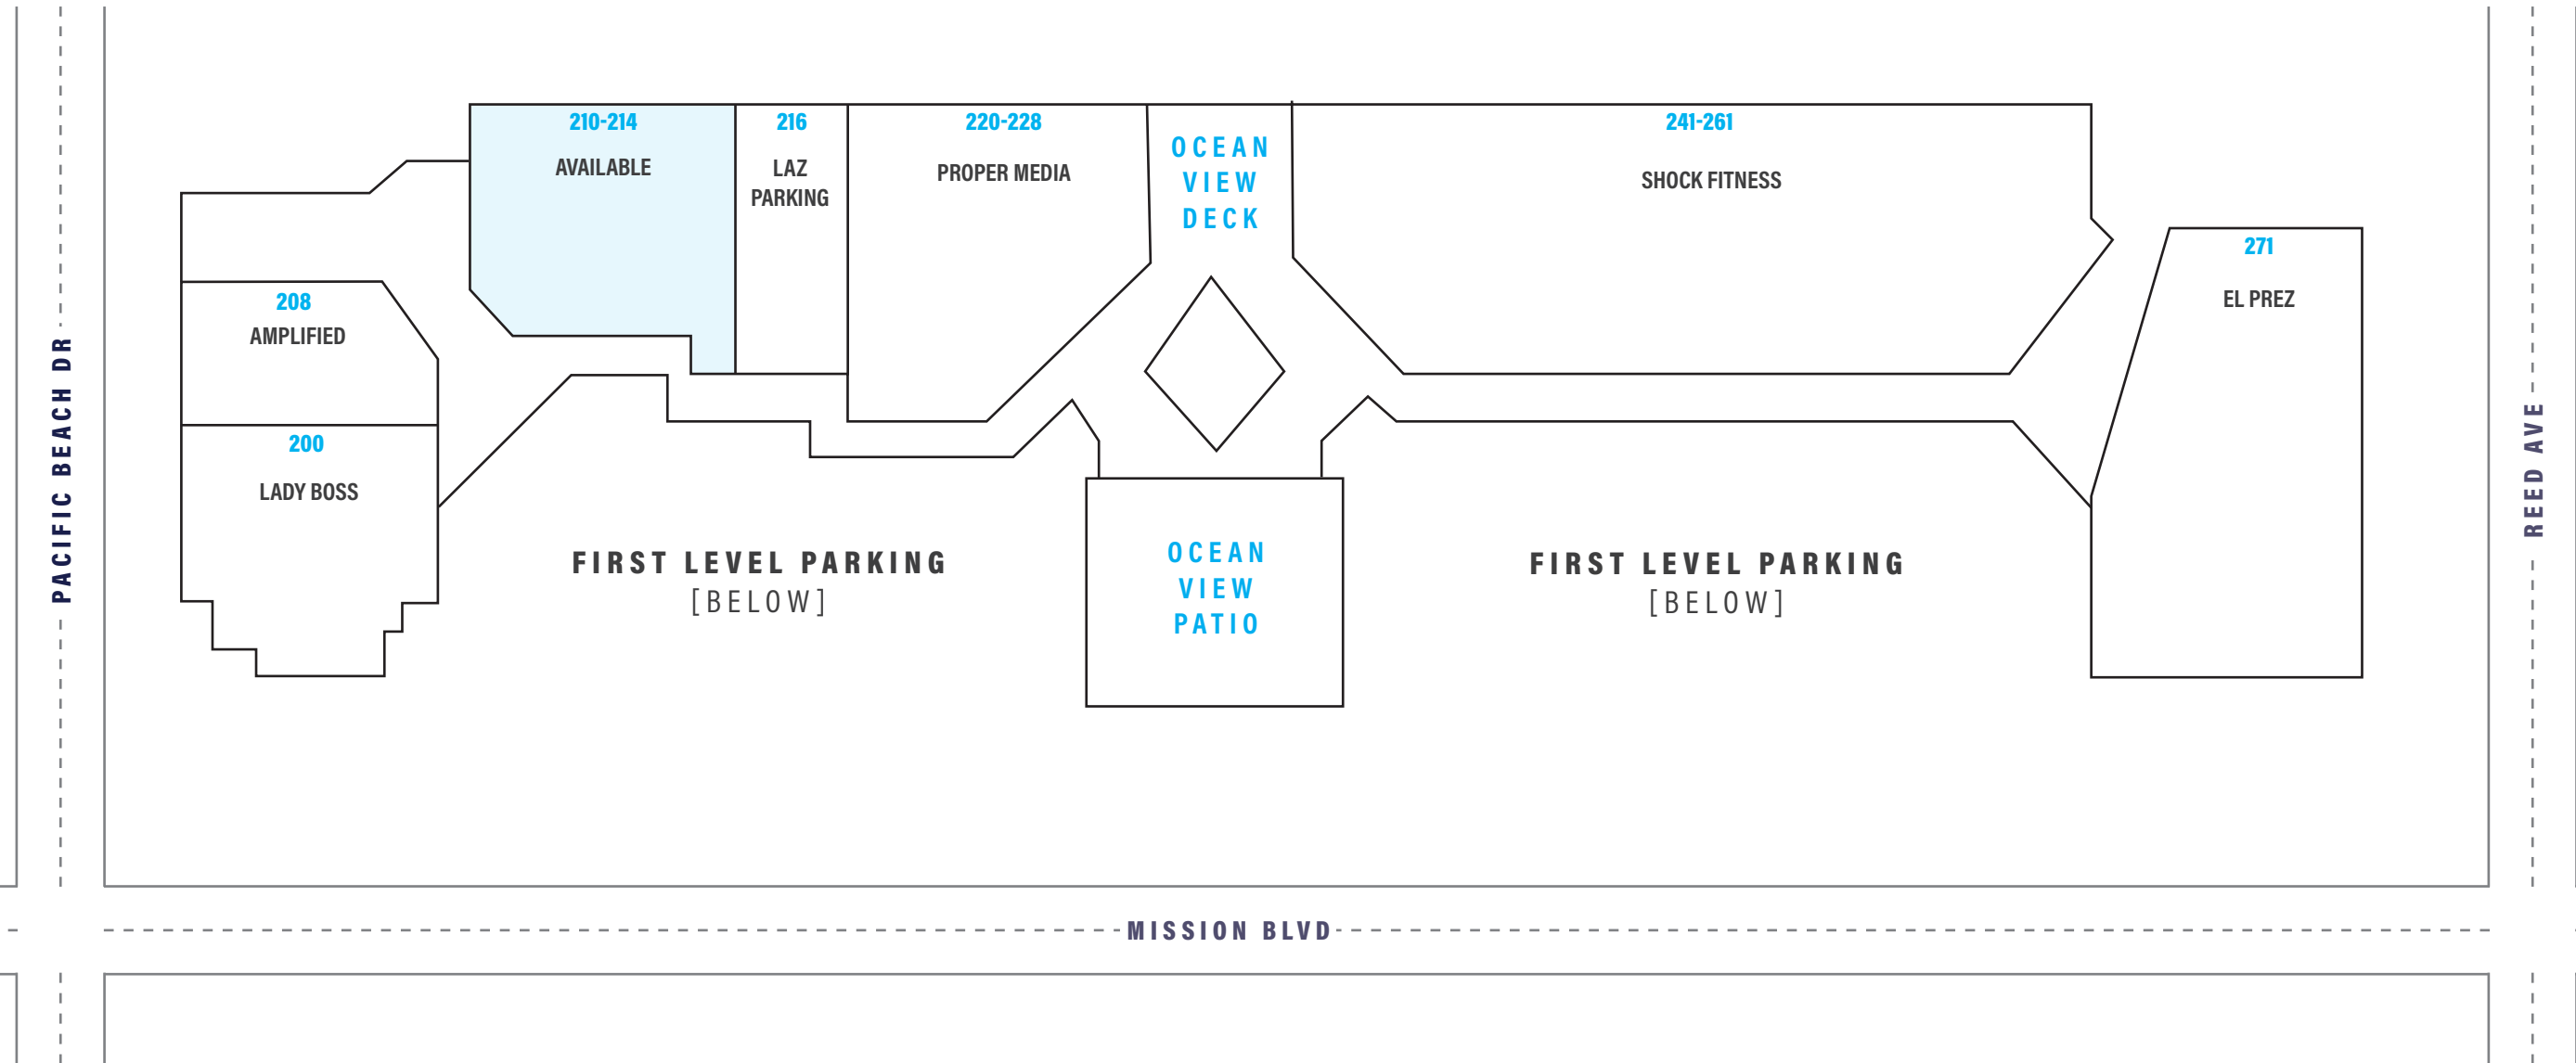 210-214
AVAILABLE
216
LAZ
PARKING
220-228
PROPER MEDIA
OCEAN
VIEW
DECK
241-261
SHOCK FITNESS
271
EL PREZ
208
AMPLIFIED
200
LADY BOSS
PACIFIC BEACH DR
REED AVE
FIRST LEVEL PARKING
[BELOW]
OCEAN
VIEW
PATIO
FIRST LEVEL PARKING
[BELOW]
MISSION BLVD